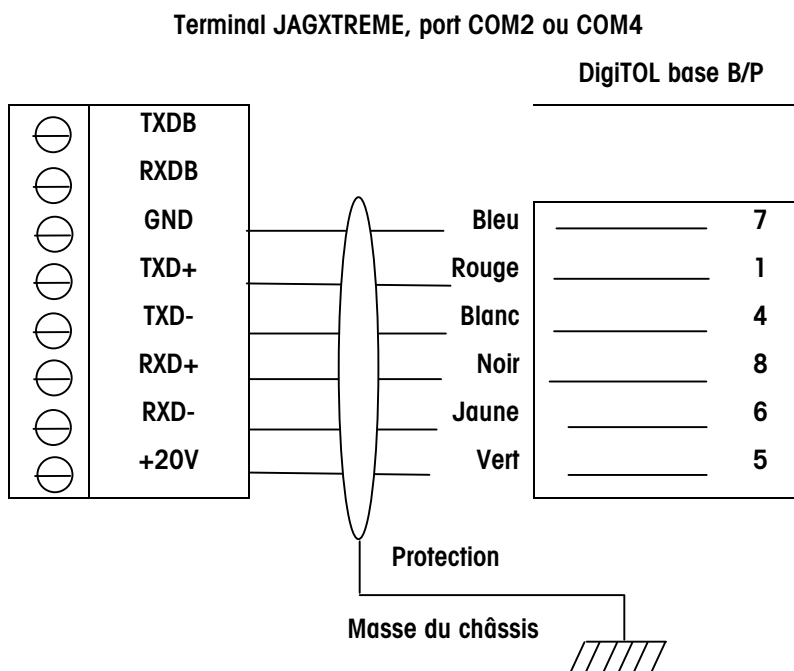 Terminal JAGXTREME, port COM2 ou COM4
DigiTOL base B/P
TXDB
RXDB
GND Bleu 7
TXD+ Rouge 1
TXD- Blanc 4
RXD+ Noir 8
RXD- Jaune 6
+20V Vert 5
Protection
Masse du châssis